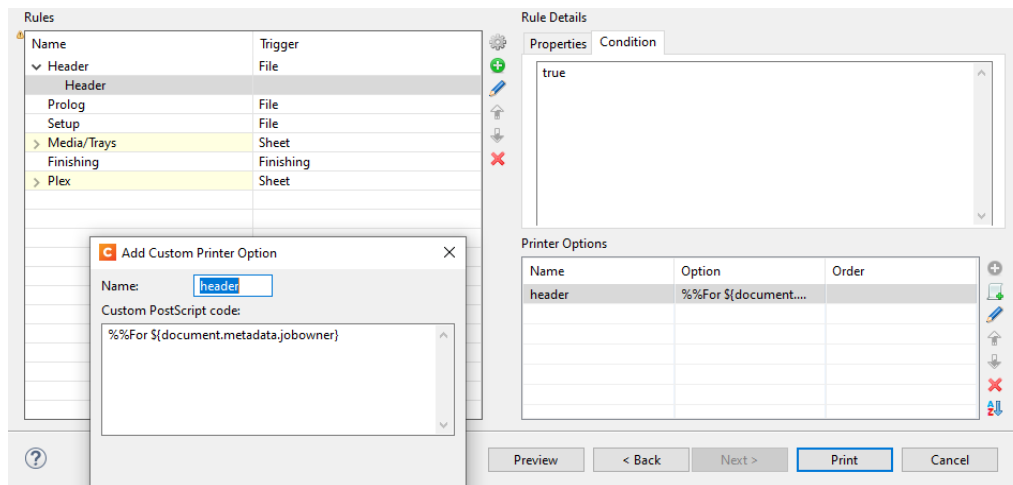 Rules
Name Trigger
Header File
Header
Prolog File
Setup File
Media/Trays Sheet
Finishing Finishing
Plex Sheet
Rule Details
Properties Condition
true
Printer Options
Name Option Order
header %%For ${document....
C Add Custom Printer Option
Name: header
Custom PostScript code:
%%For ${document.metadata.jobowner}
? Preview < Back Next > Print Cancel